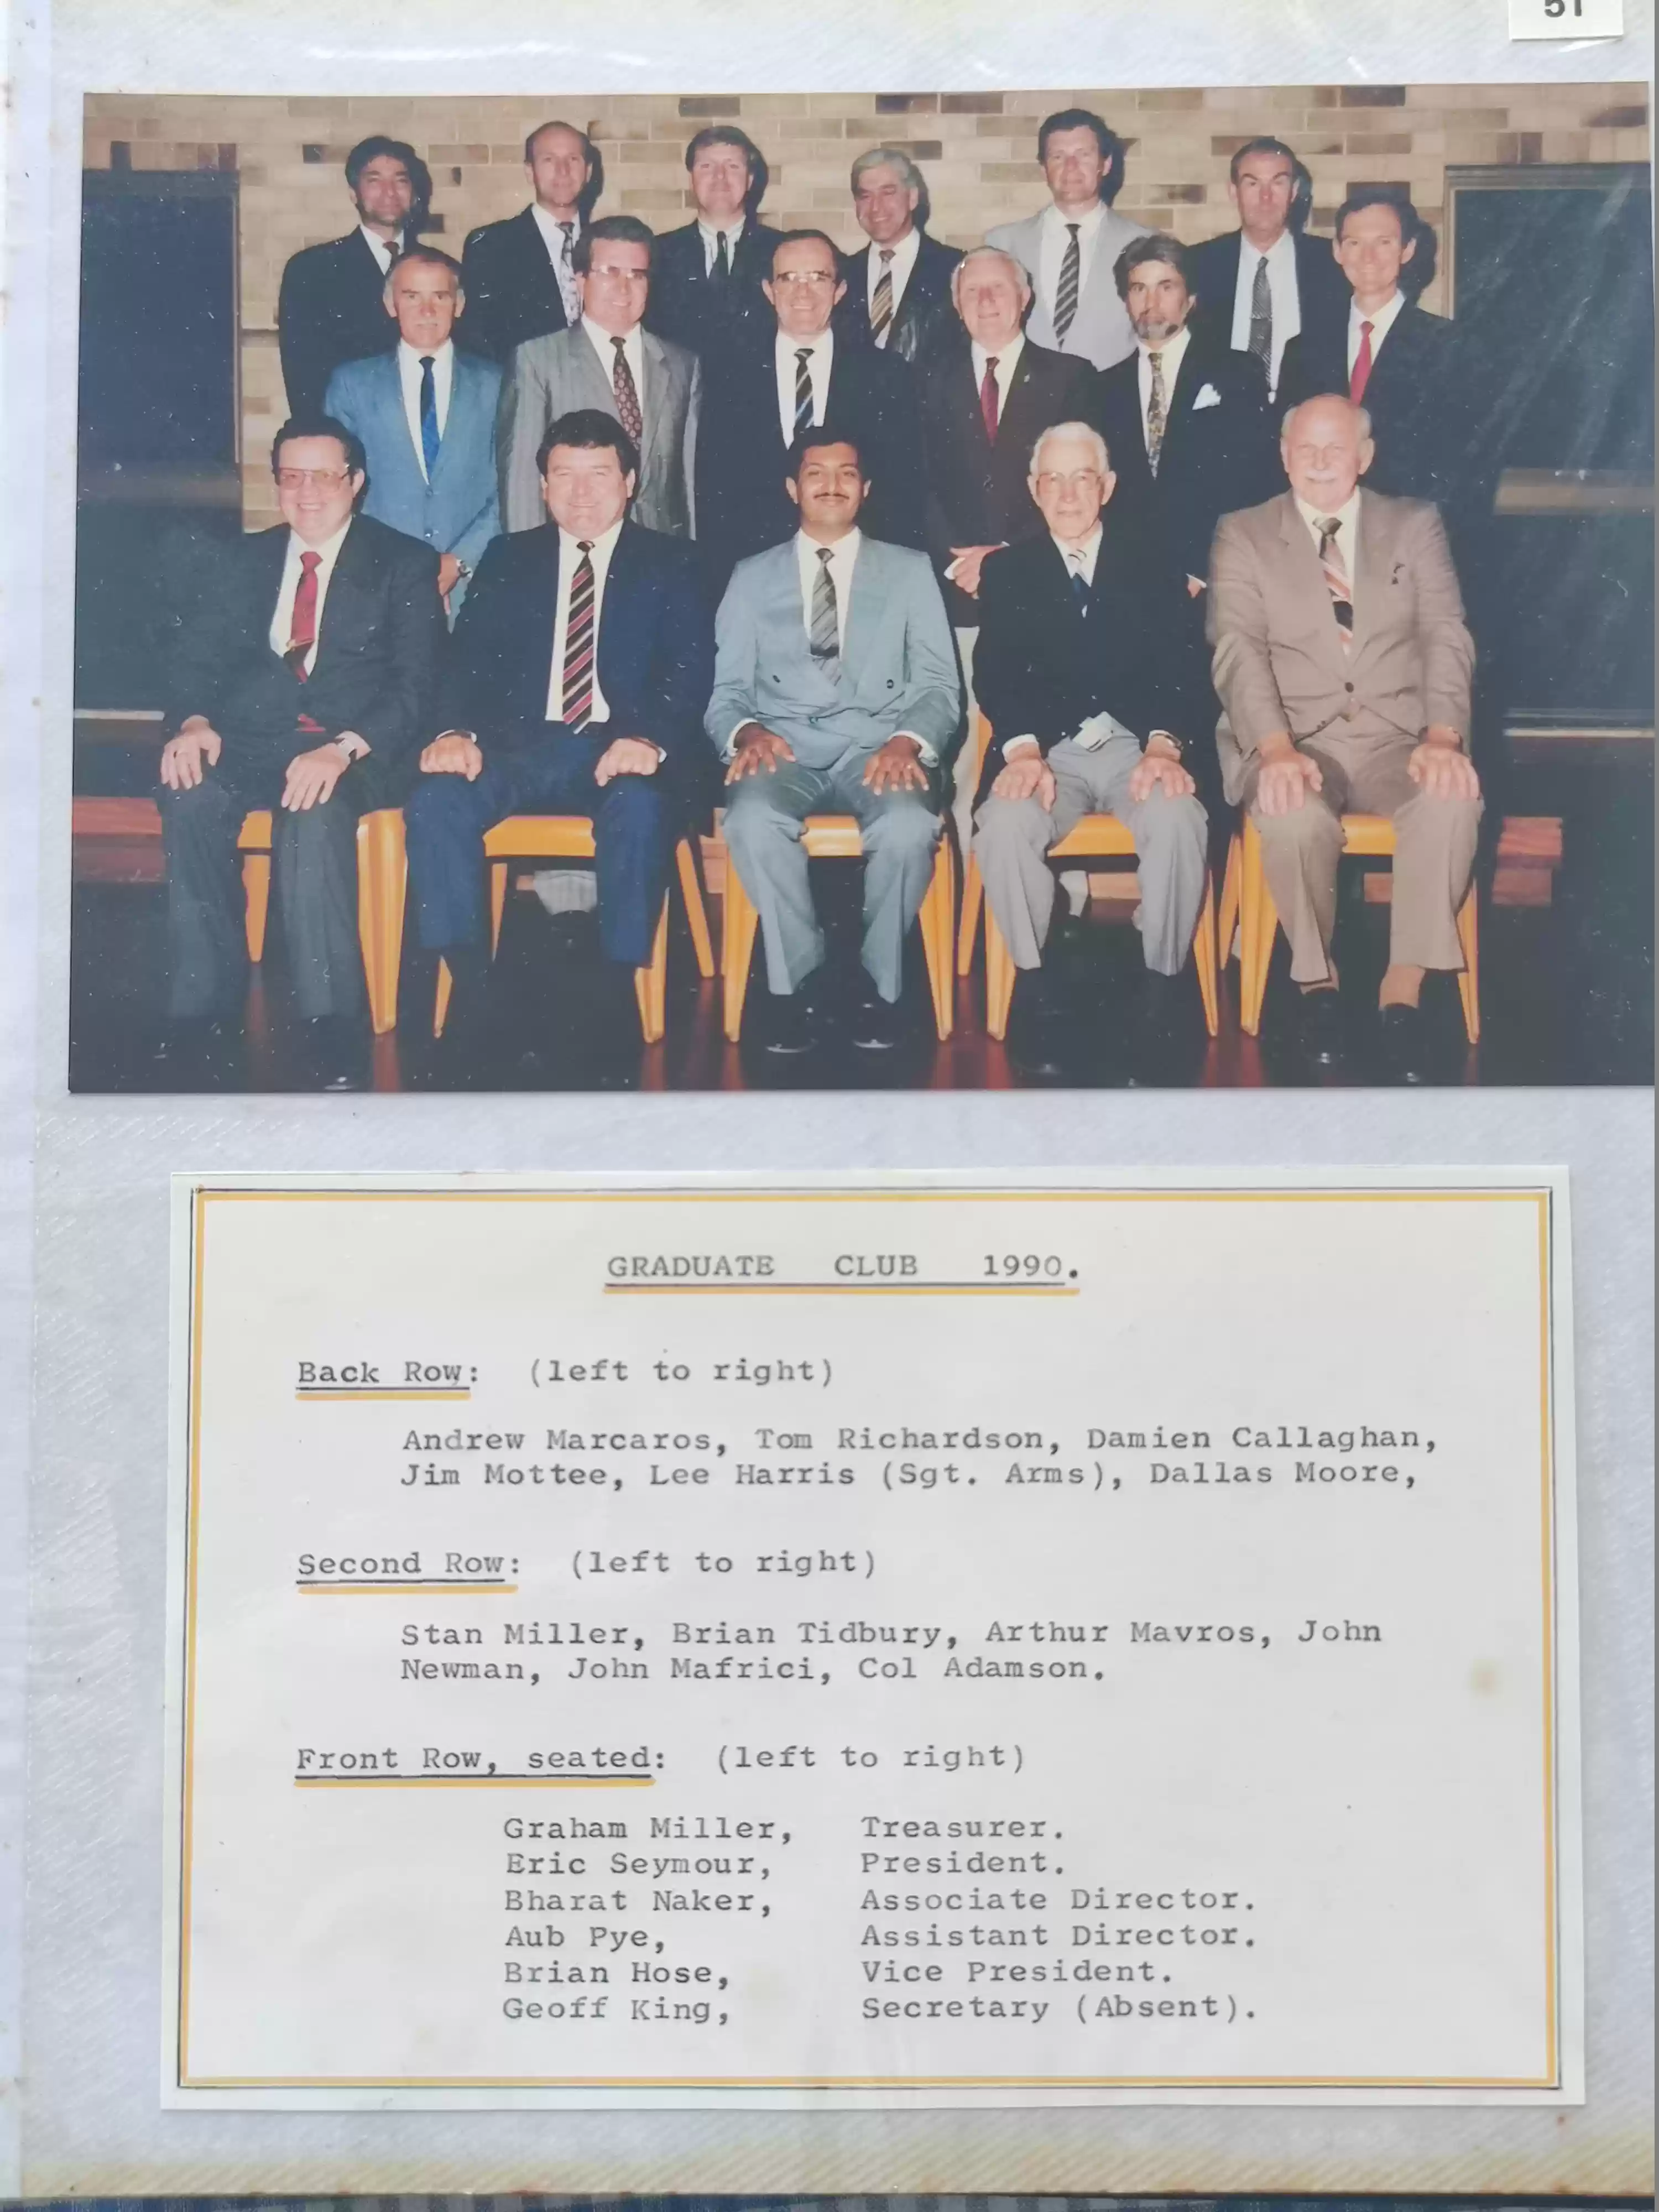 51
GRADUATE CLUB 1990.
Back Row: (left to right)
Andrew Marcaros, Tom Richardson, Damien Callaghan,
Jim Mottee, Lee Harris (Sgt. Arms), Dallas Moore,
Second Row: (left to right)
Stan Miller, Brian Tidbury, Arthur Mavros, John
Newman, John Mafrici, Col Adamson.
Front Row, seated: (left to right)
Graham Miller, Treasurer.
Eric Seymour, President.
Bharat Naker, Associate Director.
Aub Pye, Assistant Director.
Brian Hose, Vice President.
Geoff King, Secretary (Absent).